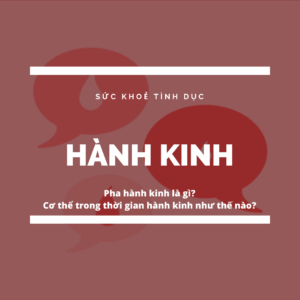 SỨC KHOẺ TÌNH DỤC
HÀNH KINH
Pha hành kinh là gì?
Cơ thể trong thời gian hành kinh như thế nào?